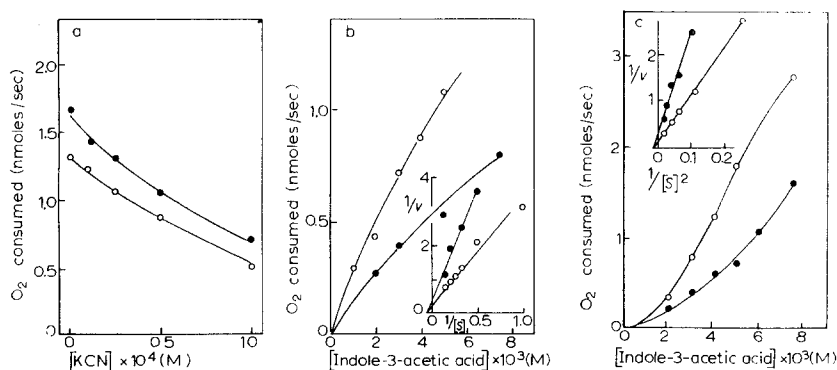 a
O₂ consumed (nmoles/sec)
2.0
1.5
1.0
0.5
0
0
0.5
1.0
[KCN] ×10⁴(M)
b
O₂ consumed (nmoles/sec)
1.0
0.5
0
0
2
4
6
8
[Indole-3-acetic acid]×10³(M)
1/v
4
2
0
0
0.5
1.0
1/[S]
c
O₂ consumed (nmoles/sec)
3
2
1
0
0
2
4
6
8
[Indole-3-acetic acid]×10³(M)
1/v
2
1
0
0.1
0.2
1/[S]²